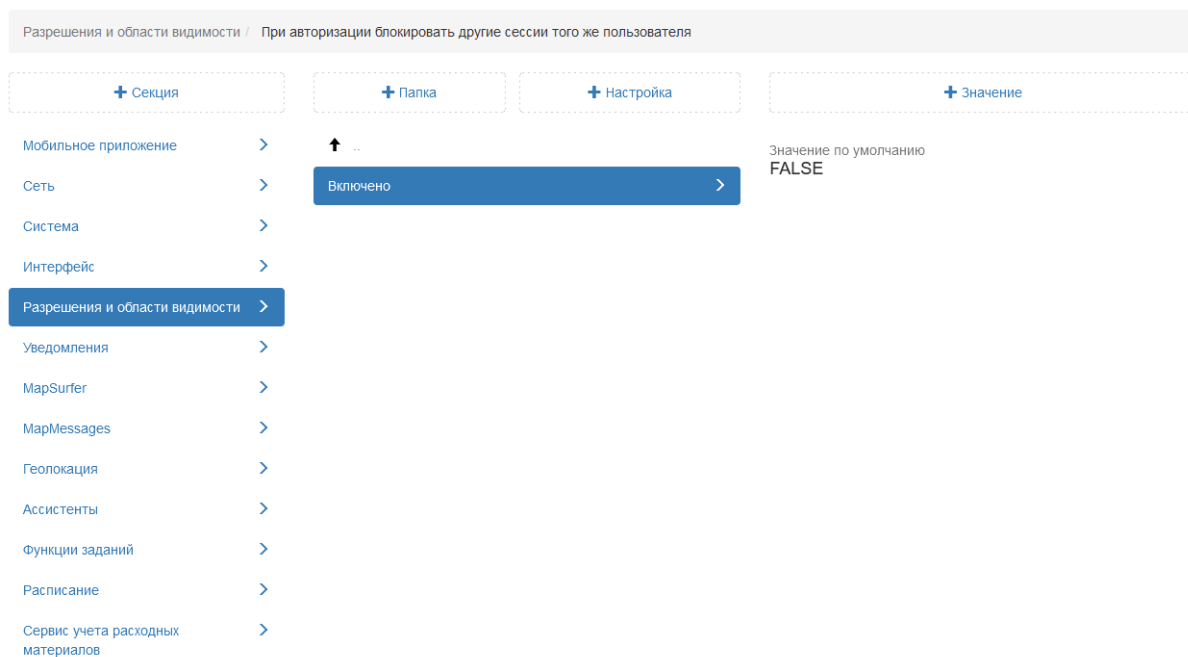 Разрешения и области видимости / При авторизации блокировать другие сессии того же пользователя
+ Секция
+ Папка
+ Настройка
+ Значение
Мобильное приложение
Сеть
Система
Интерфейс
Разрешения и области видимости
Уведомления
MapSurfer
MapMessages
Геолокация
Ассистенты
Функции заданий
Расписание
Сервис учета расходных
материалов
..
Включено
Значение по умолчанию
FALSE